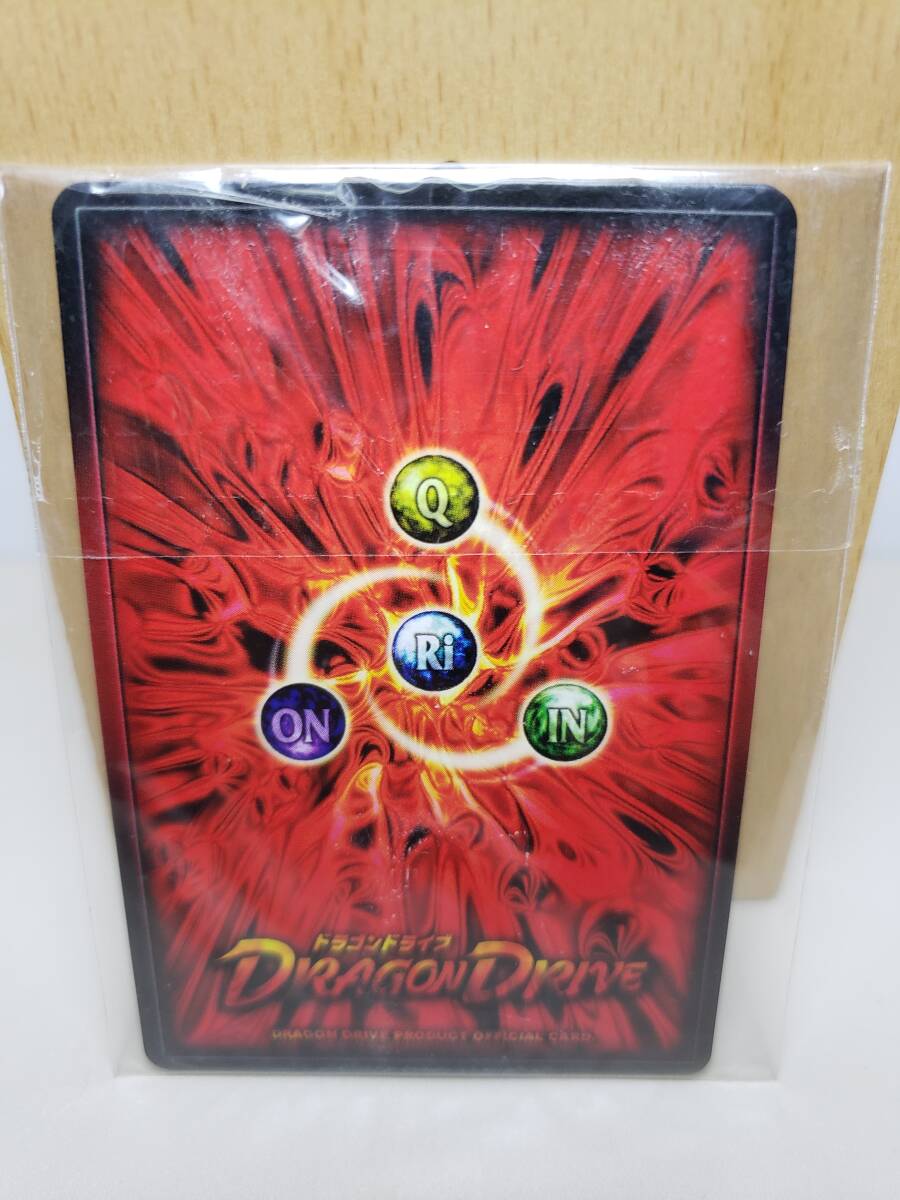 Q
Ri
ON
IN
ドラゴンドライブ
DRAGON DRIVE
DRAGON DRIVE PRODUCT OFFICIAL CARD